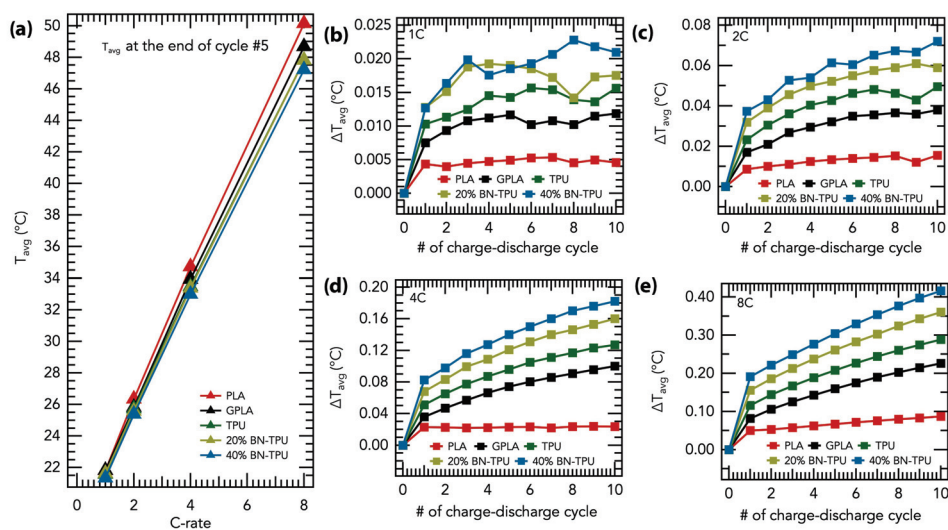 (a)
T_avg at the end of cycle #5
T_avg (°C)
50
48
46
44
42
40
38
36
34
32
30
28
26
24
22
PLA
GPLA
TPU
20% BN-TPU
40% BN-TPU
0 2 4 6 8
C-rate
(b)
1C
ΔT_avg (°C)
0.025
0.020
0.015
0.010
0.005
0.000
PLA GPLA TPU
20% BN-TPU 40% BN-TPU
0 2 4 6 8 10
# of charge-discharge cycle
(c)
2C
ΔT_avg (°C)
0.08
0.06
0.04
0.02
0.00
PLA GPLA TPU
20% BN-TPU 40% BN-TPU
0 2 4 6 8 10
# of charge-discharge cycle
(d)
4C
ΔT_avg (°C)
0.20
0.16
0.12
0.08
0.04
0.00
PLA GPLA TPU
20% BN-TPU 40% BN-TPU
0 2 4 6 8 10
# of charge-discharge cycle
(e)
8C
ΔT_avg (°C)
0.40
0.30
0.20
0.10
0.00
PLA GPLA TPU
20% BN-TPU 40% BN-TPU
0 2 4 6 8 10
# of charge-discharge cycle